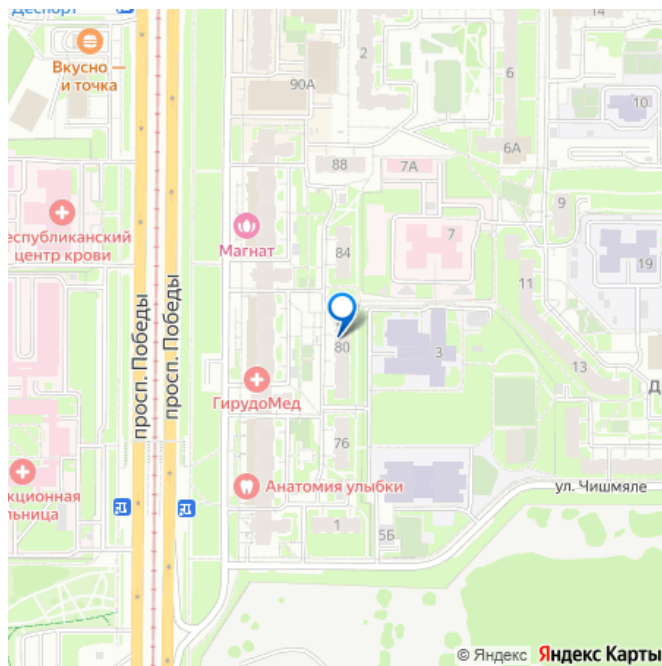 Деспорт
Вкусно —
и точка
90А
2
14
6
10
6А
88
7А
9
еспубликанский
центр крови
Магнат
84
7
19
11
просп. Победы
просп. Победы
80
3
13
Д
ГирудоМед
76
Анатомия улыбки
екционная
льница
ул. Чишмяле
1
5Б
© Яндекс Яндекс Карты